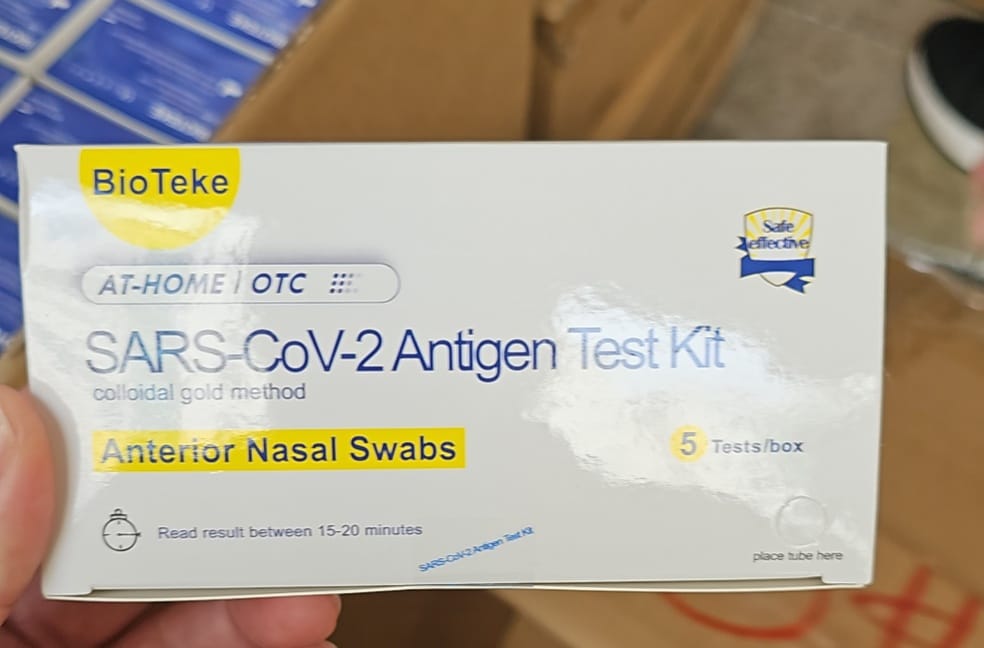 BioTeke
AT-HOME / OTC
SARS-CoV-2 Antigen Test Kit
colloidal gold method
Anterior Nasal Swabs
Read result between 15-20 minutes
Safe
effective
5 Tests/box
SARS-CoV-2 Antigen Test Kit
place tube here